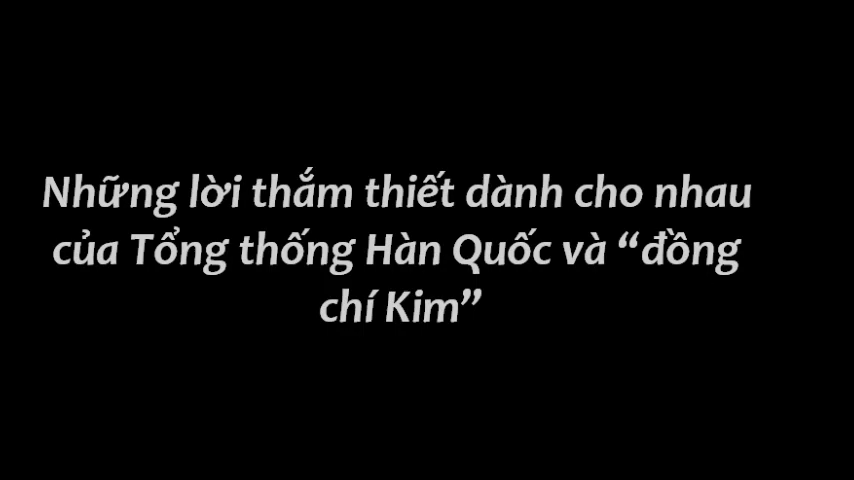 Những lời thắm thiết dành cho nhau
của Tổng thống Hàn Quốc và “đồng
chí Kim”